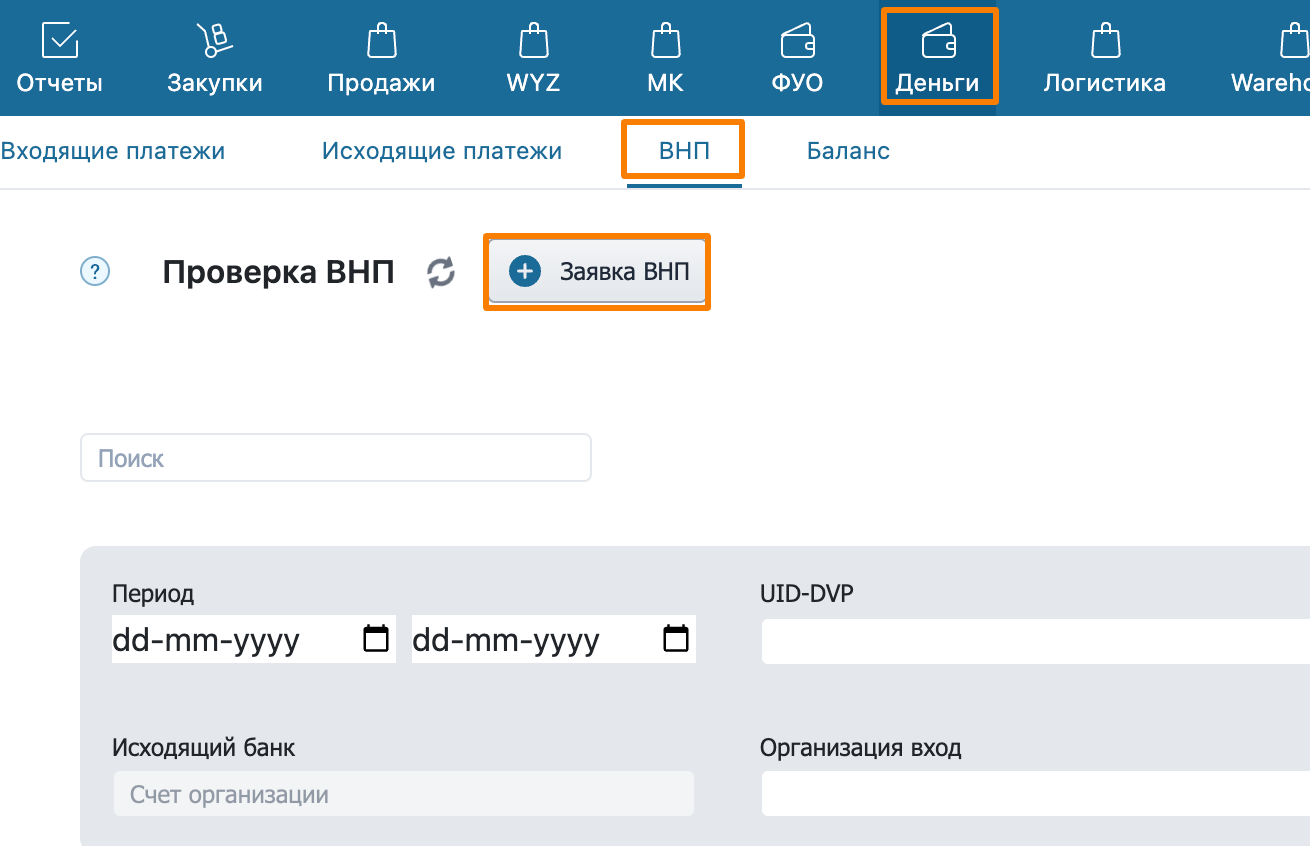 Отчеты Закупки Продажи WYZ МК ФУО Деньги Логистика
Входящие платежи Исходящие платежи ВНП Баланс
? Проверка ВНП Заявка ВНП
Поиск
Период UID-DVP
dd-mm-yyyy dd-mm-yyyy
Исходящий банк Организация вход
Счет организации